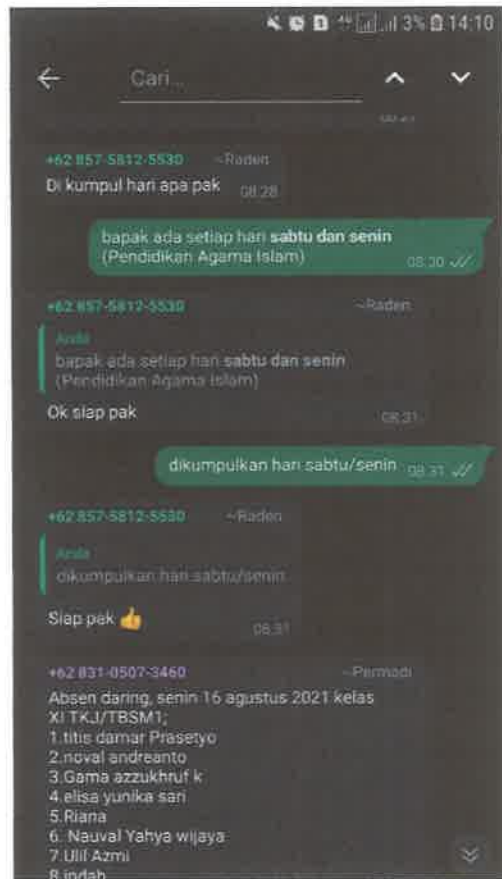 3% 14:10
Cari...
+62 857-5812-5530 ~Raden
Di kumpul hari apa pak 08.28
bapak ada setiap hari sabtu dan senin
(Pendidikan Agama Islam) 08.30
+62 857-5812-5530 ~Raden
Anda
bapak ada setiap hari sabtu dan senin
(Pendidikan Agama Islam)
Ok siap pak 08.31
dikumpulkan hari sabtu/senin 08.31
+62 857-5812-5530 ~Raden
Anda
dikumpulkan hari sabtu/senin
Siap pak 👍 08.31
+62 831-0507-3460 ~Permadi
Absen daring, senin 16 agustus 2021 kelas
XI TKJ/TBSM1;
1.titis damar Prasetyo
2.noval andreanto
3.Gama azzukhruf k
4.elisa yunika sari
5.Riana
6. Nauval Yahya wijaya
7.Ulil Azmi
8.indah